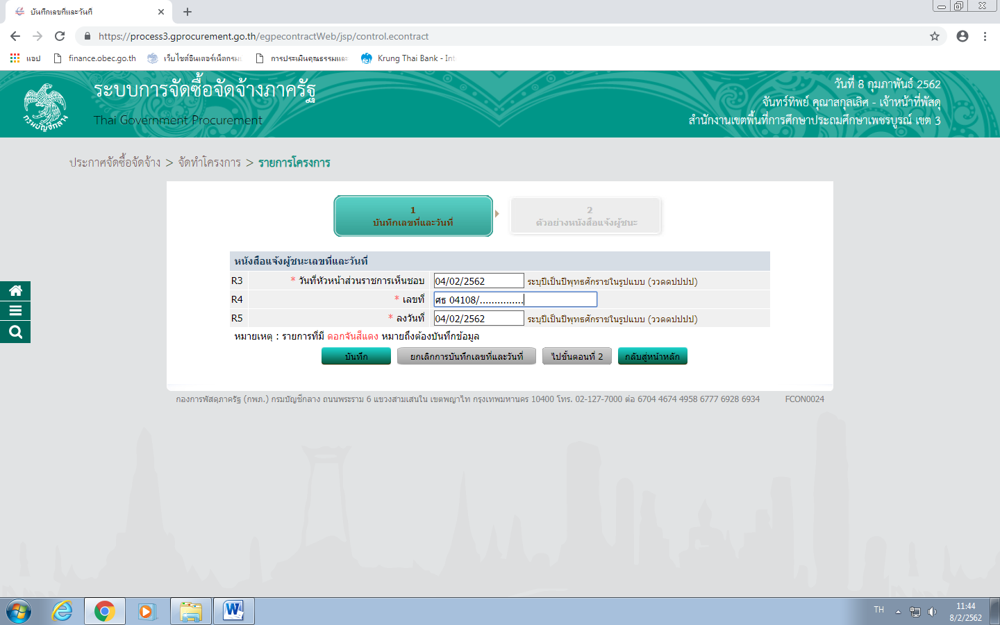 บันทึกเลขที่และวันที่
https://process3.gprocurement.go.th/egpecontractWeb/jsp/control.econtract
แอป finance.obec.go.th เว็บไซต์อินเตอร์เน็ตกรม การประเมินคุณธรรมและ Krung Thai Bank - Int
ระบบการจัดซื้อจัดจ้างภาครัฐ
Thai Government Procurement
กรมบัญชีกลาง
วันที่ 8 กุมภาพันธ์ 2562
จันทร์ทิพย์ คุณาสกุลเลิศ - เจ้าหน้าที่พัสดุ
สำนักงานเขตพื้นที่การศึกษาประถมศึกษาเพชรบูรณ์ เขต 3
ประกาศจัดซื้อจัดจ้าง > จัดทำโครงการ > รายการโครงการ
1
บันทึกเลขที่และวันที่
2
ตัวอย่างหนังสือแจ้งผู้ชนะ
หนังสือแจ้งผู้ชนะเลขที่และวันที่
R3 * วันที่หัวหน้าส่วนราชการเห็นชอบ 04/02/2562 ระบุปีเป็นปีพุทธศักราชในรูปแบบ (ววดดปปปป)
R4 * เลขที่ ศธ 04108/...............
R5 * ลงวันที่ 04/02/2562 ระบุปีเป็นปีพุทธศักราชในรูปแบบ (ววดดปปปป)
หมายเหตุ : รายการที่มี ดอกจันสีแดง หมายถึงต้องบันทึกข้อมูล
บันทึก ยกเลิกการบันทึกเลขที่และวันที่ ไปขั้นตอนที่ 2 กลับสู่หน้าหลัก
กองการพัสดุภาครัฐ (กพภ.) กรมบัญชีกลาง ถนนพระราม 6 แขวงสามเสนใน เขตพญาไท กรุงเทพมหานคร 10400 โทร. 02-127-7000 ต่อ 6704 4674 4958 6777 6928 6934 FCON0024
TH
11:44
8/2/2562